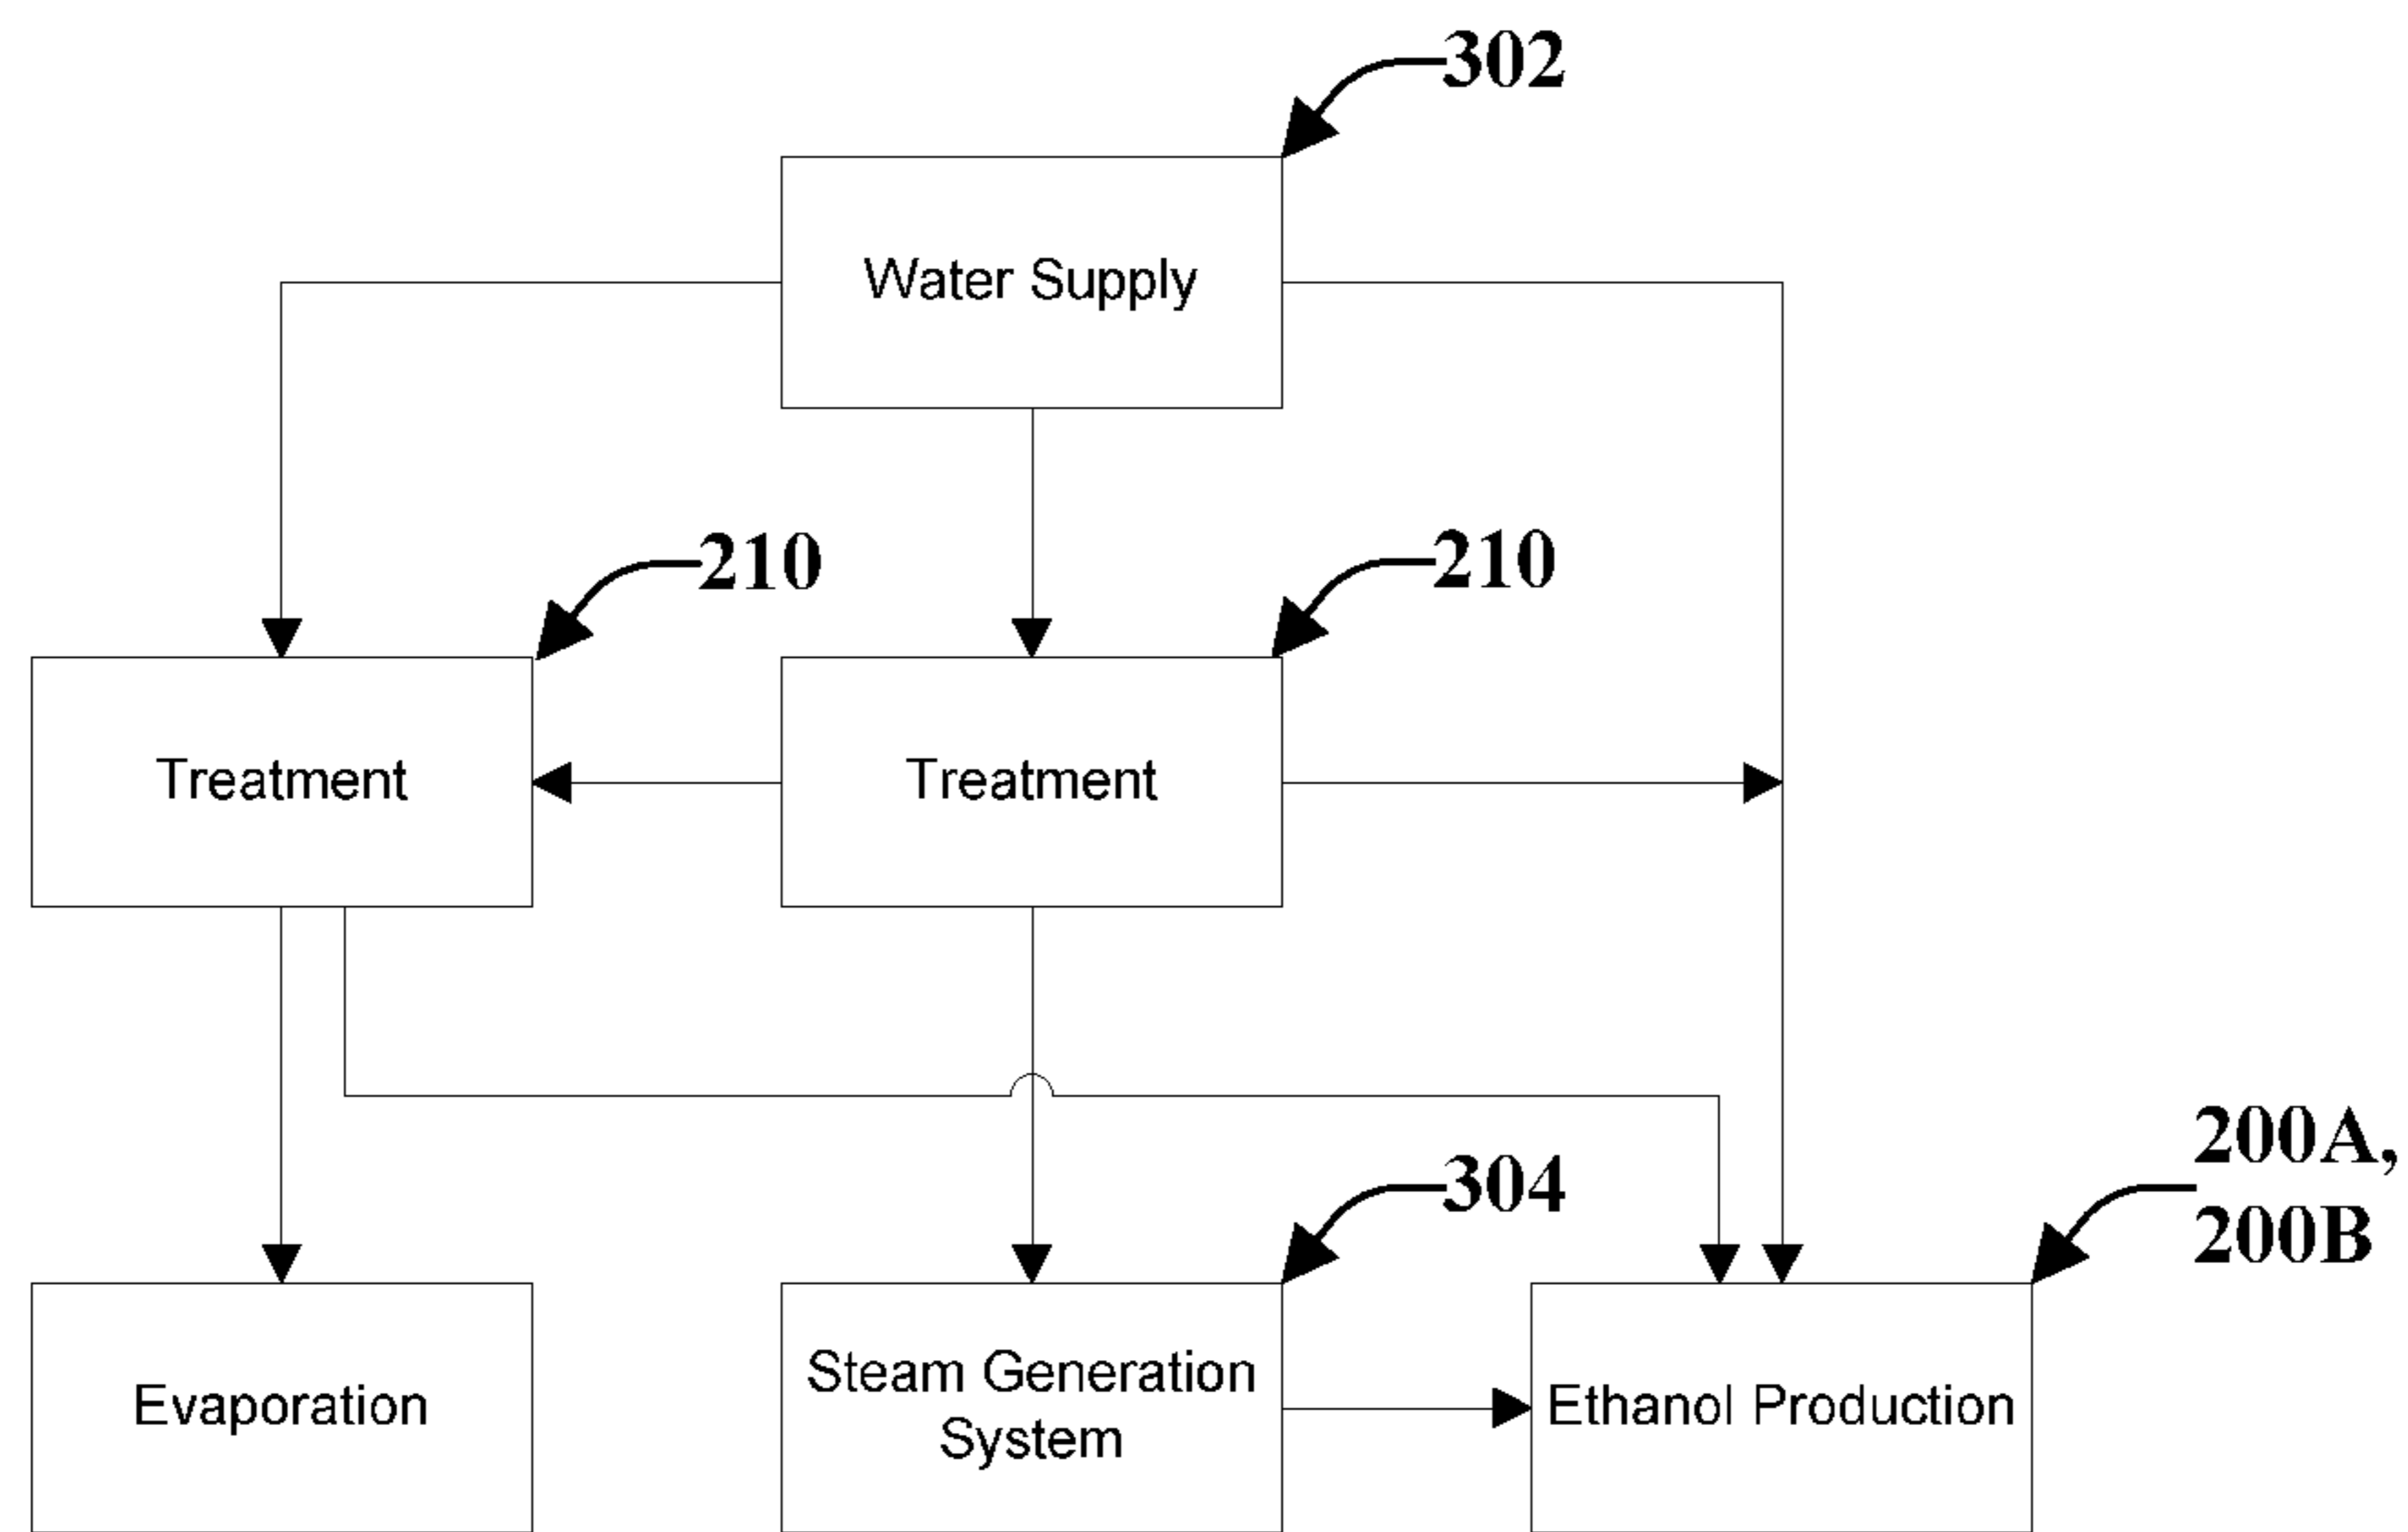 302
Water Supply
210
210
Treatment
Treatment
304
200A,
200B
Evaporation
Steam Generation
System
Ethanol Production